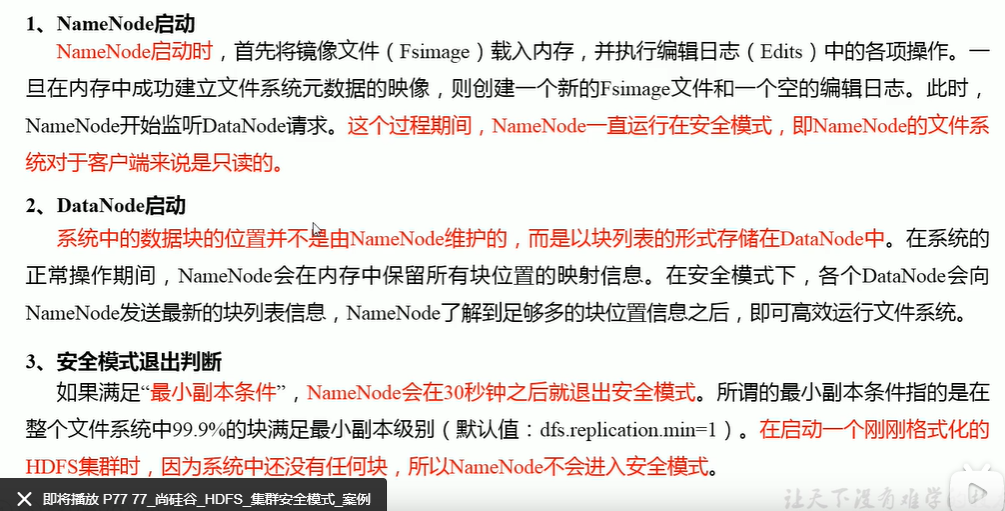 1、NameNode启动
NameNode启动时，首先将镜像文件（Fsimage）载入内存，并执行编辑日志（Edits）中的各项操作。一
旦在内存中成功建立文件系统元数据的映像，则创建一个新的Fsimage文件和一个空的编辑日志。此时，
NameNode开始监听DataNode请求。这个过程期间，NameNode一直运行在安全模式，即NameNode的文件系
统对于客户端来说是只读的。
2、DataNode启动
系统中的数据块的位置并不是由NameNode维护的，而是以块列表的形式存储在DataNode中。在系统的
正常操作期间，NameNode会在内存中保留所有块位置的映射信息。在安全模式下，各个DataNode会向
NameNode发送最新的块列表信息，NameNode了解到足够多的块位置信息之后，即可高效运行文件系统。
3、安全模式退出判断
如果满足“最小副本条件”，NameNode会在30秒钟之后就退出安全模式。所谓的最小副本条件指的是在
整个文件系统中99.9%的块满足最小副本级别（默认值：dfs.replication.min=1）。在启动一个刚刚格式化的
HDFS集群时，因为系统中还没有任何块，所以NameNode不会进入安全模式。
即将播放 P77 77_尚硅谷_HDFS_集群安全模式_案例
让天下没有难学